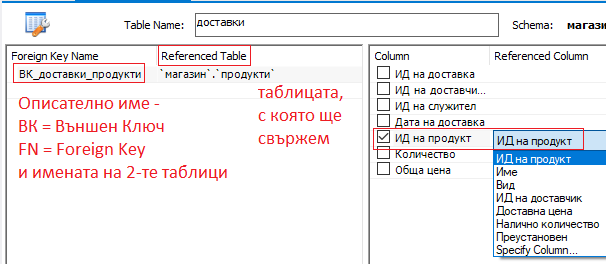 Table Name: доставки Schema: магази
Foreign Key Name Referenced Table
ВК_доставки_продукти `магазин`.`продукти`
Описателно име -
ВК = Външен Ключ
FN = Foreign Key
и имената на 2-те таблици
таблицата,
с която ще
свържем
Column Referenced Column
ИД на доставка
ИД на доставчи...
ИД на служител
Дата на доставка
ИД на продукт ИД на продукт
Количество
Обща цена
ИД на продукт
Име
Вид
ИД на доставчик
Доставна цена
Налично количество
Преустановен
Specify Column...